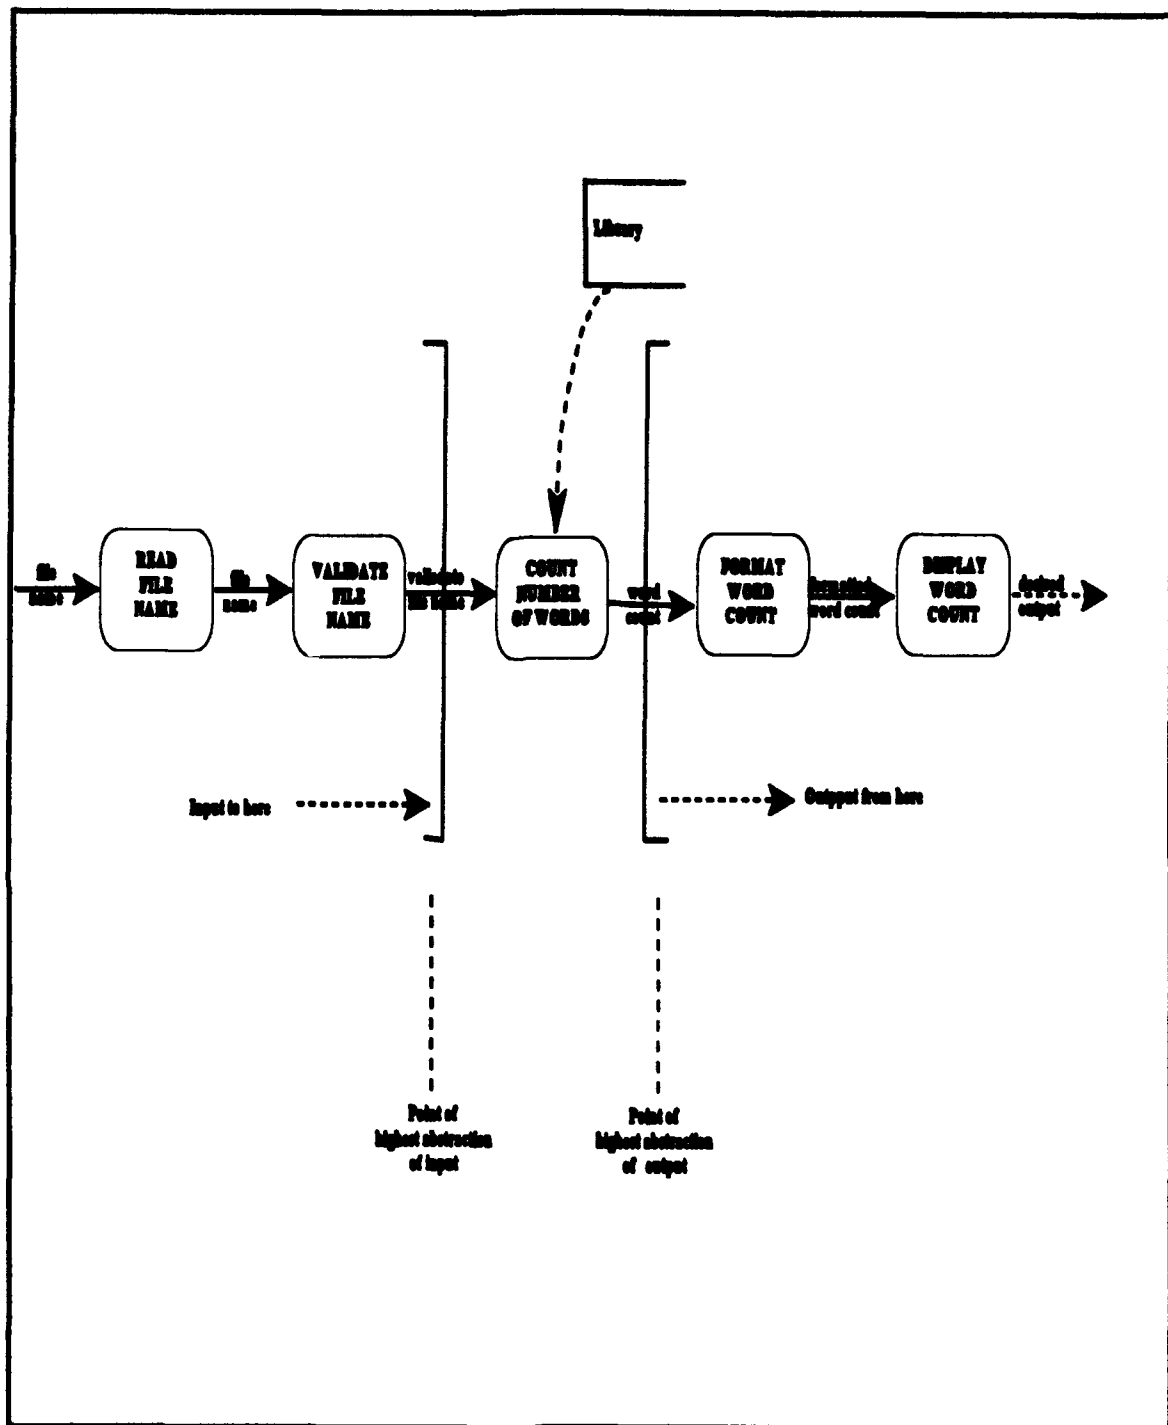 Library
file
name
READ
FILE
NAME
file
name
VALIDATE
FILE
NAME
validate
file name
COUNT
NUMBER
OF WORDS
word
count
FORMAT
WORD
COUNT
formatted
word count
DISPLAY
WORD
COUNT
desired
output
Input to here
Outpput from here
Point of
highest abstraction
of input
Point of
highest abstraction
of output